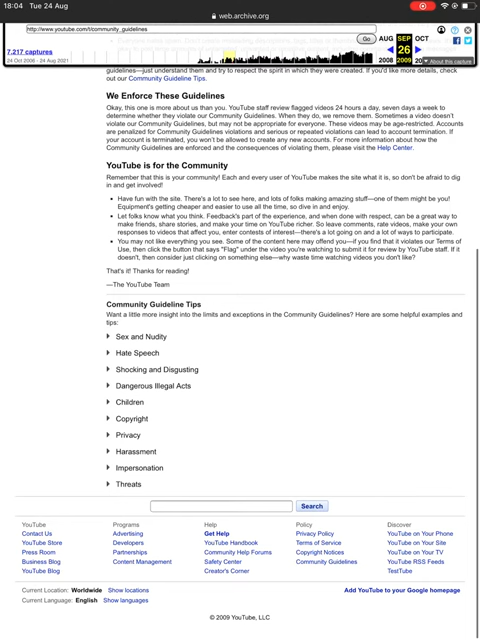 18:04 Tue 24 Aug
web.archive.org
http://www.youtube.com/t/community_guidelines
Go
AUG SEP OCT
7,217 captures
26
24 Oct 2006 - 24 Aug 2021
2008 2009
About this capture
guidelines—just understand them and try to respect the spirit in which they were created. If you'd like more details, check
out our Community Guideline Tips.
We Enforce These Guidelines
Okay, this one is more about us than you. YouTube staff review flagged videos 24 hours a day, seven days a week to
determine whether they violate our Community Guidelines. When they do, we remove them. Sometimes a video doesn't
violate our Community Guidelines, but may not be appropriate for everyone. These videos may be age-restricted. Accounts
are penalized for Community Guidelines violations and serious or repeated violations can lead to account termination. If
your account is terminated, you won't be allowed to create any new accounts. For more information about how the
Community Guidelines are enforced and the consequences of violating them, please visit the Help Center.
YouTube is for the Community
Remember that this is your community! Each and every user of YouTube makes the site what it is, so don't be afraid to dig
in and get involved!
• Have fun with the site. There's a lot to see here, and lots of folks making amazing stuff—one of them might be you!
Equipment's getting cheaper and easier to use all the time, so dive in and enjoy.
• Let folks know what you think. Feedback's part of the experience, and when done with respect, can be a great way to
make friends, share stories, and make your time on YouTube richer. So leave comments, rate videos, make your own
responses to videos that affect you, enter contests of interest—there's a lot going on and a lot of ways to participate.
• You may not like everything you see. Some of the content here may offend you—if you find that it violates our Terms of
Use, then click the button that says "Flag" under the video you're watching to submit it for review by YouTube staff. If it
doesn't, then consider just clicking on something else—why waste time watching videos you don't like?
That's it! Thanks for reading!
—The YouTube Team
Community Guideline Tips
Want a little more insight into the limits and exceptions in the Community Guidelines? Here are some helpful examples and
tips:
Sex and Nudity
Hate Speech
Shocking and Disgusting
Dangerous Illegal Acts
Children
Copyright
Privacy
Harassment
Impersonation
Threats
Search
YouTube Programs Help Policy Discover
Contact Us Advertising Get Help Privacy Policy YouTube on Your Phone
YouTube Store Developers YouTube Handbook Terms of Service YouTube on Your Site
Press Room Partnerships Community Help Forums Copyright Notices YouTube on Your TV
Business Blog Content Management Safety Center Community Guidelines YouTube RSS Feeds
YouTube Blog Creator's Corner TestTube
Current Location: Worldwide Show locations Add YouTube to your Google homepage
Current Language: English Show languages
© 2009 YouTube, LLC